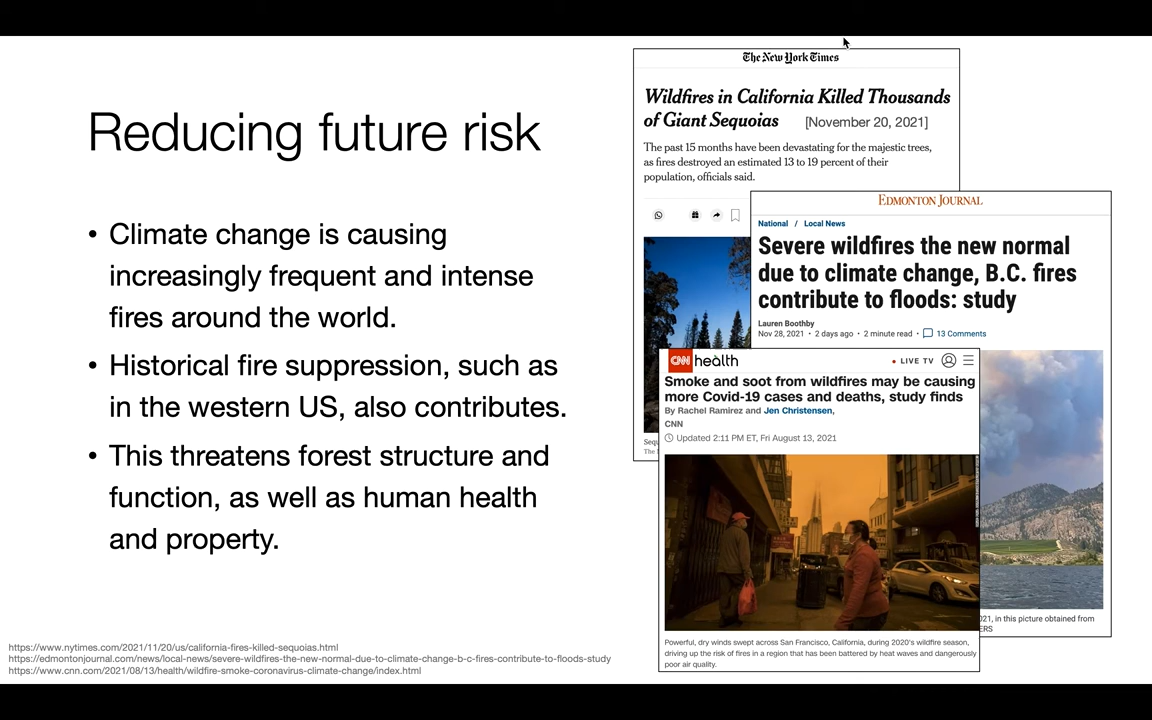 Reducing future risk
• Climate change is causing
increasingly frequent and intense
fires around the world.
• Historical fire suppression, such as
in the western US, also contributes.
• This threatens forest structure and
function, as well as human health
and property.
The New York Times
Wildfires in California Killed Thousands
of Giant Sequoias [November 20, 2021]
The past 15 months have been devastating for the majestic trees,
as fires destroyed an estimated 13 to 19 percent of their
population, officials said.
Sequ
The
EDMONTON JOURNAL
National / Local News
Severe wildfires the new normal
due to climate change, B.C. fires
contribute to floods: study
Lauren Boothby
Nov 28, 2021 • 2 days ago • 2 minute read • 13 Comments
021, in this picture obtained from
ERS
CNN health LIVE TV
Smoke and soot from wildfires may be causing
more Covid-19 cases and deaths, study finds
By Rachel Ramirez and Jen Christensen,
CNN
Updated 2:11 PM ET, Fri August 13, 2021
Powerful, dry winds swept across San Francisco, California, during 2020's wildfire season,
driving up the risk of fires in a region that has been battered by heat waves and dangerously
poor air quality.
https://www.nytimes.com/2021/11/20/us/california-fires-killed-sequoias.html
https://edmontonjournal.com/news/local-news/severe-wildfires-the-new-normal-due-to-climate-change-b-c-fires-contribute-to-floods-study
https://www.cnn.com/2021/08/13/health/wildfire-smoke-coronavirus-climate-change/index.html